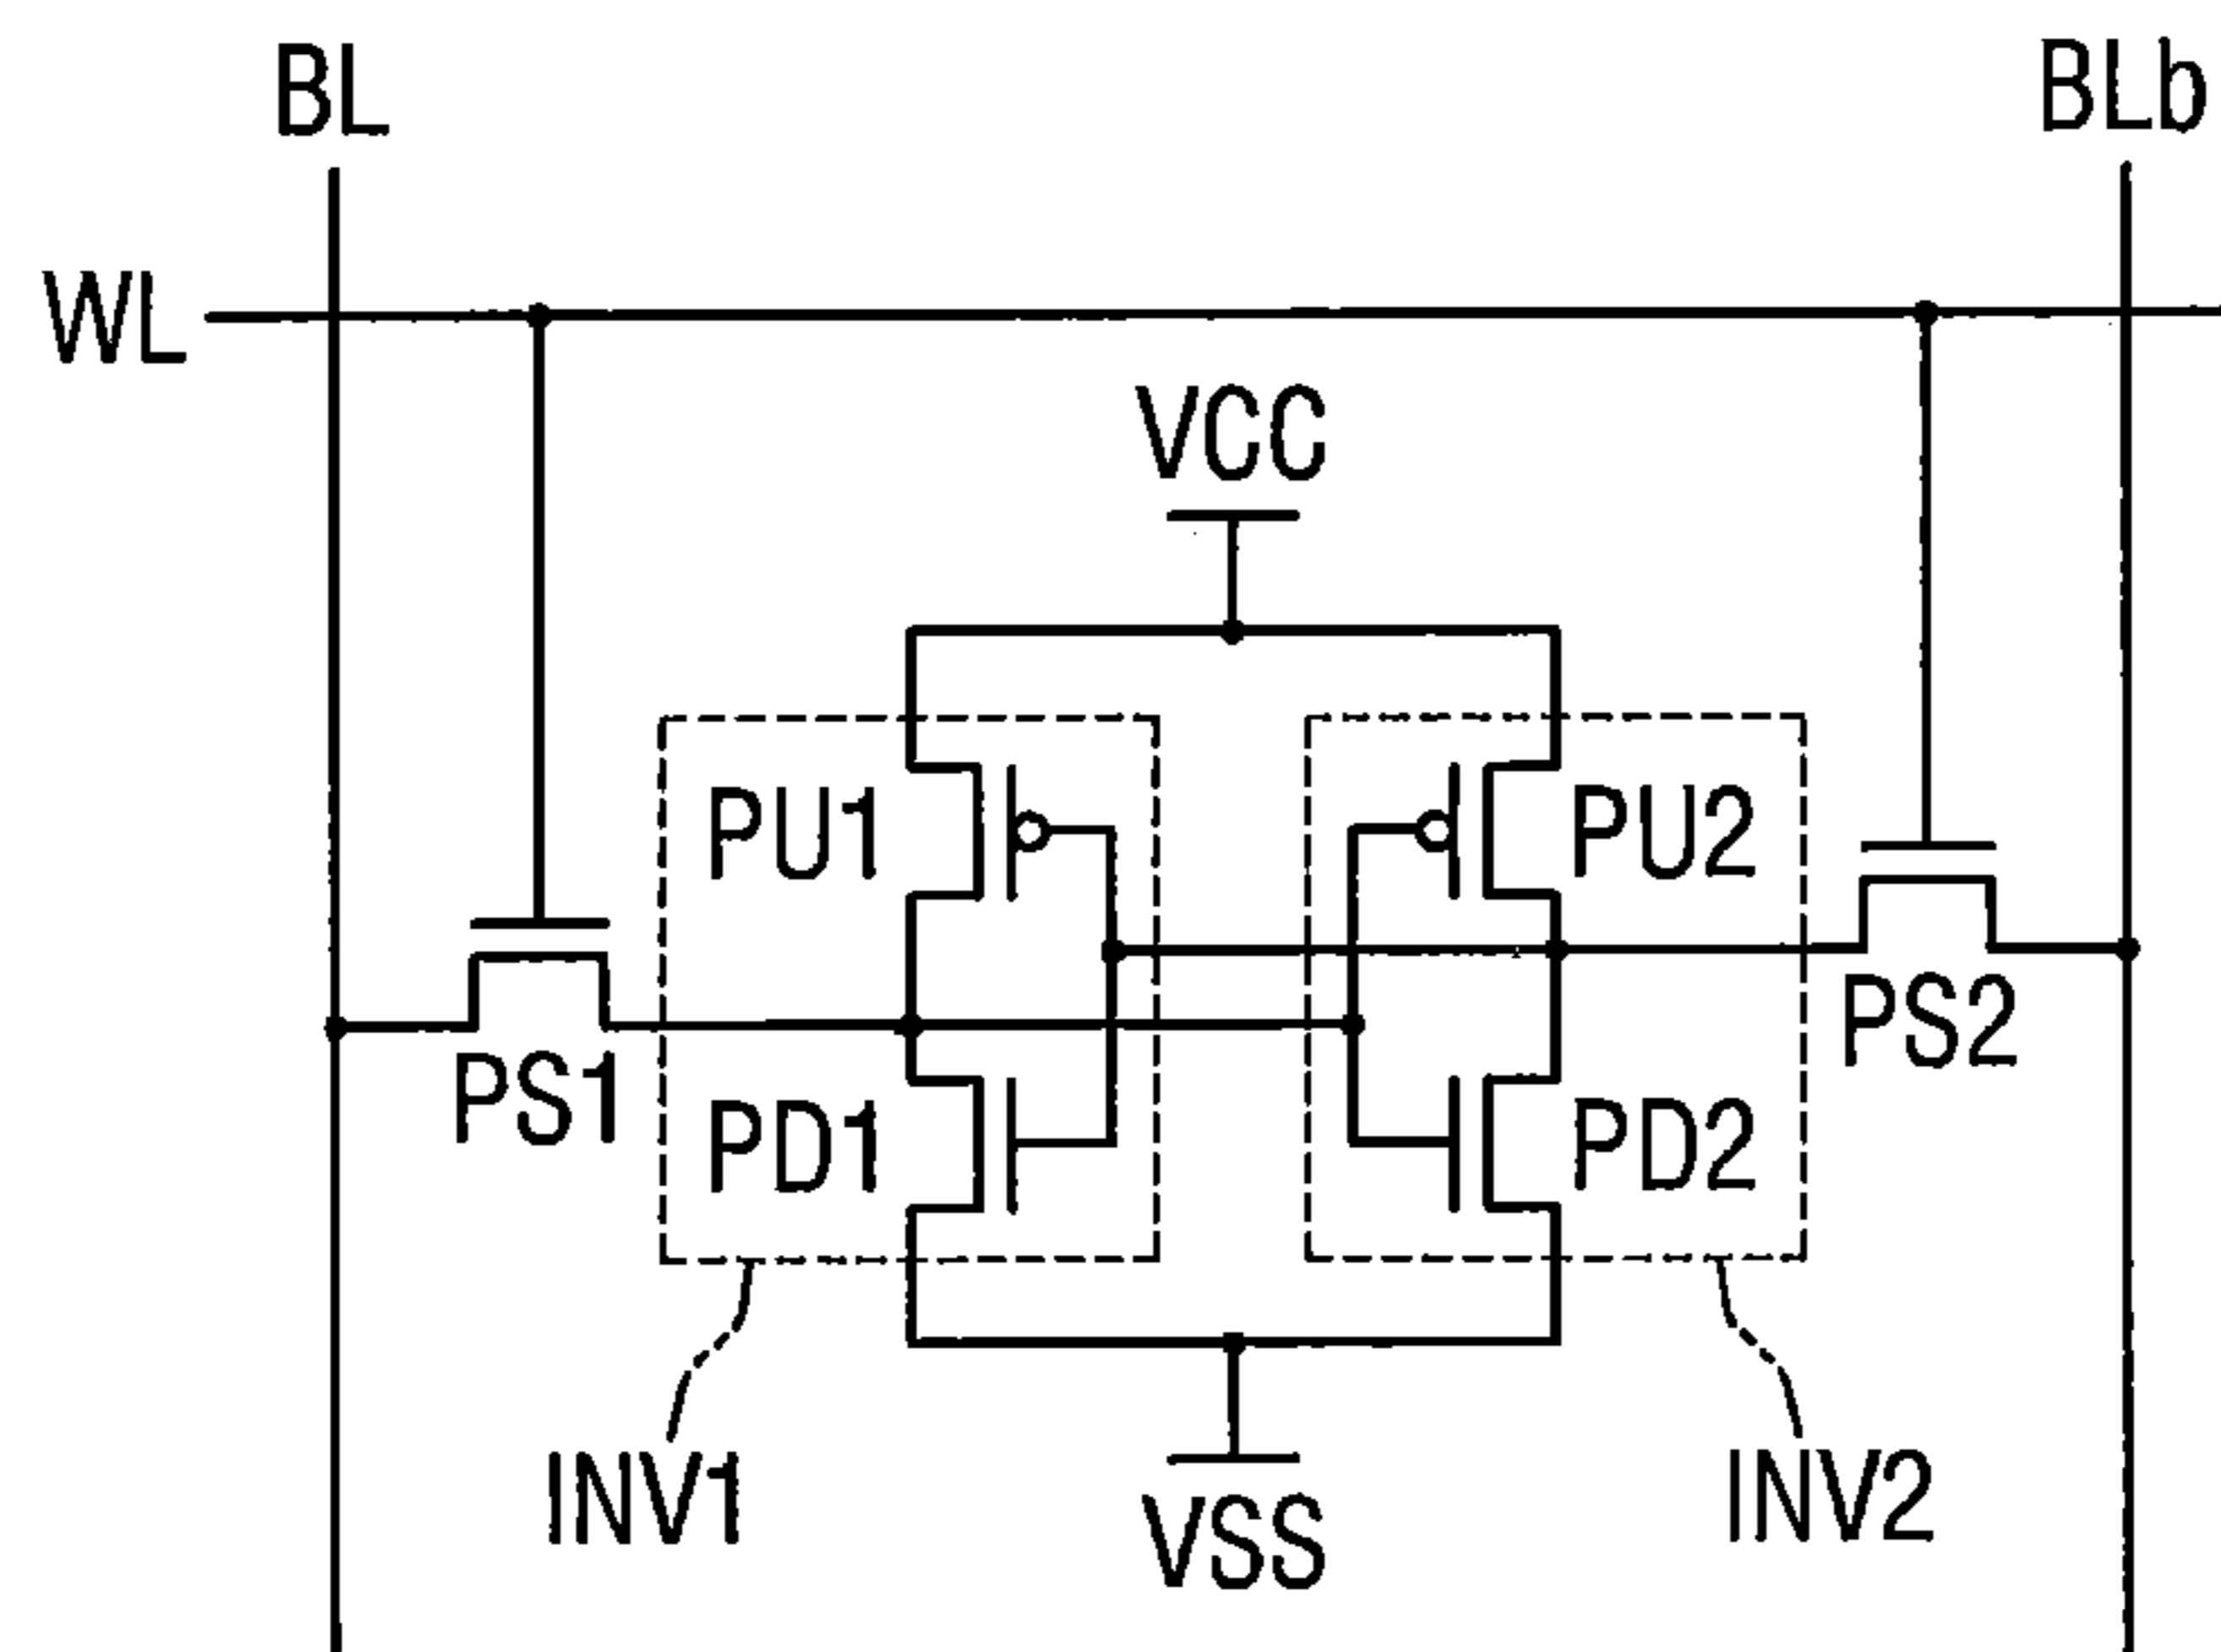 BL
BLb
WL
VCC
PU1
PU2
PS1
PS2
PD1
PD2
INV1
INV2
VSS